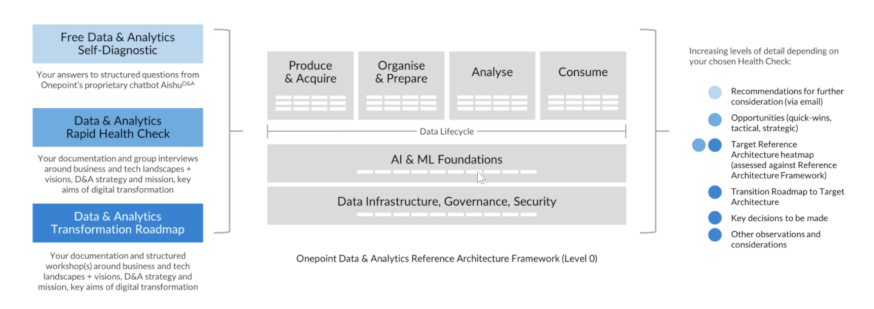 Free Data & Analytics
Self-Diagnostic
Your answers to structured questions from
Onepoint's proprietary chatbot AishuD&A
Data & Analytics
Rapid Health Check
Your documentation and group interviews
around business and tech landscapes +
visions, D&A strategy and mission, key
aims of digital transformation
Data & Analytics
Transformation Roadmap
Your documentation and structured
workshop(s) around business and tech
landscapes + visions, D&A strategy and
mission, key aims of digital transformation
Produce
& Acquire
Organise
& Prepare
Analyse
Consume
Data Lifecycle
AI & ML Foundations
Data Infrastructure, Governance, Security
Onepoint Data & Analytics Reference Architecture Framework (Level 0)
Increasing levels of detail depending on
your chosen Health Check:
Recommendations for further
consideration (via email)
Opportunities (quick-wins,
tactical, strategic)
Target Reference
Architecture heatmap
(assessed against Reference
Architecture Framework)
Transition Roadmap to Target
Architecture
Key decisions to be made
Other observations and
considerations